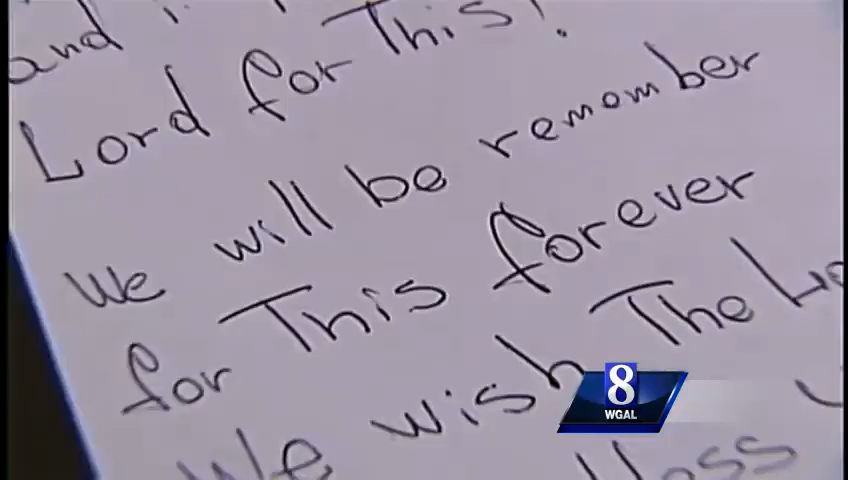 and
Lord for This!
we will be remember
for This forever
We wish The
8
WGAL